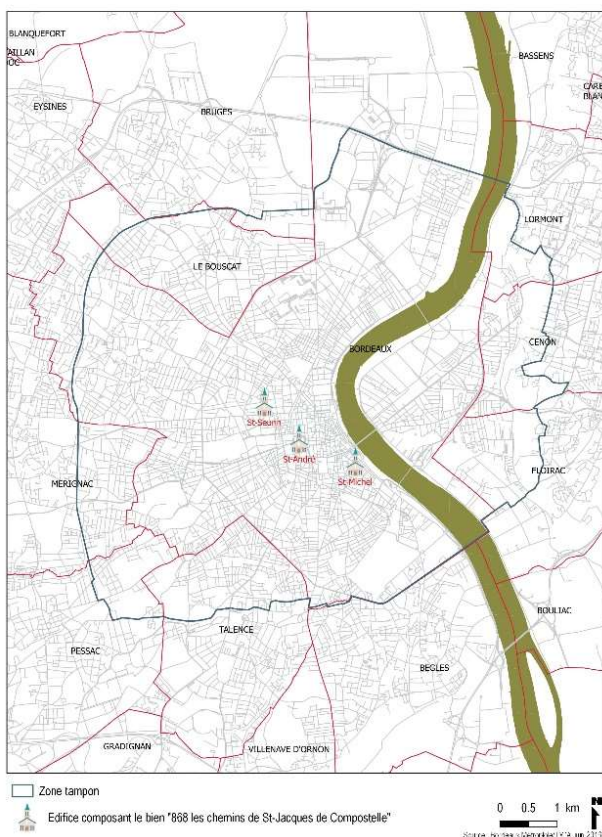 BLANQUEFORT
BASSENS
EYSINES
BRUGES
LORMONT
LE BOUSCAT
BORDEAUX
CENON
St-Seurin
St-André
St-Michel
MERIGNAC
FLOIRAC
BOULIAC
TALENCE
PESSAC
BEGLES
GRADIGNAN
VILLENAVE D'ORNON
Zone tampon
Edifice composant le bien "868 les chemins de St-Jacques de Compostelle"
0 0.5 1 km
N